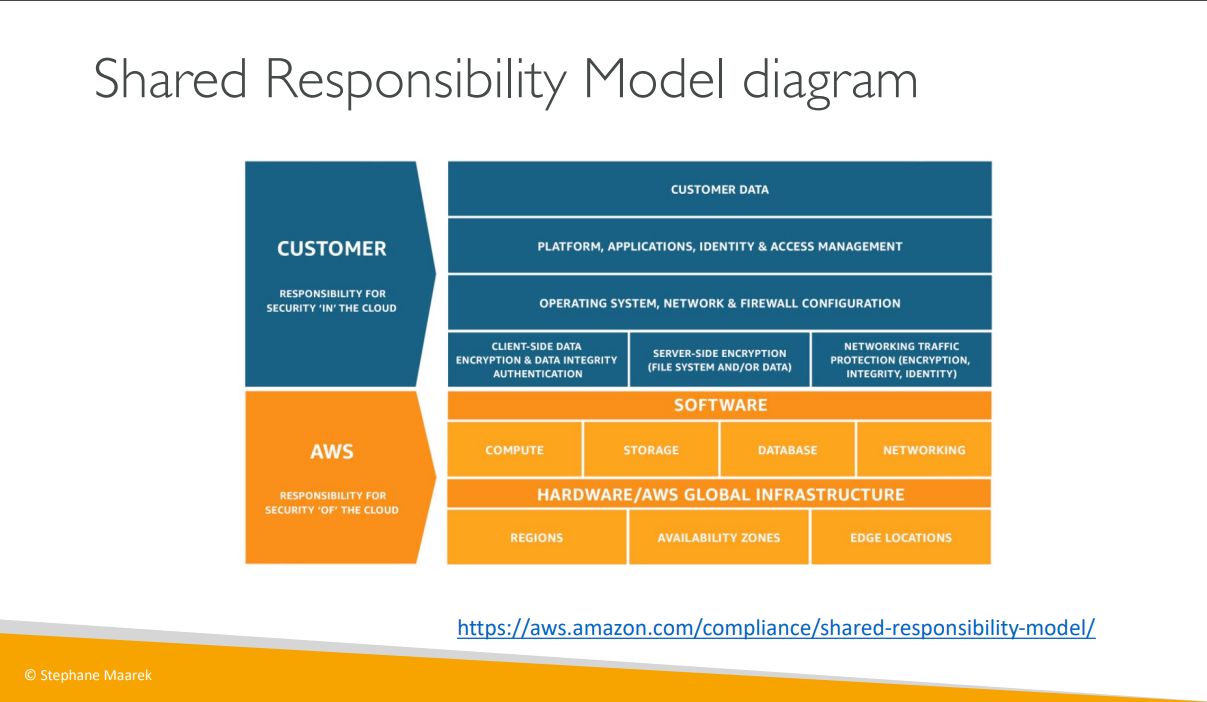 Shared Responsibility Model diagram
CUSTOMER
RESPONSIBILITY FOR
SECURITY ‘IN’ THE CLOUD
CUSTOMER DATA
PLATFORM, APPLICATIONS, IDENTITY & ACCESS MANAGEMENT
OPERATING SYSTEM, NETWORK & FIREWALL CONFIGURATION
CLIENT-SIDE DATA
ENCRYPTION & DATA INTEGRITY
AUTHENTICATION
SERVER-SIDE ENCRYPTION
(FILE SYSTEM AND/OR DATA)
NETWORKING TRAFFIC
PROTECTION (ENCRYPTION,
INTEGRITY, IDENTITY)
AWS
RESPONSIBILITY FOR
SECURITY ‘OF’ THE CLOUD
SOFTWARE
COMPUTE
STORAGE
DATABASE
NETWORKING
HARDWARE/AWS GLOBAL INFRASTRUCTURE
REGIONS
AVAILABILITY ZONES
EDGE LOCATIONS
https://aws.amazon.com/compliance/shared-responsibility-model/
© Stephane Maarek